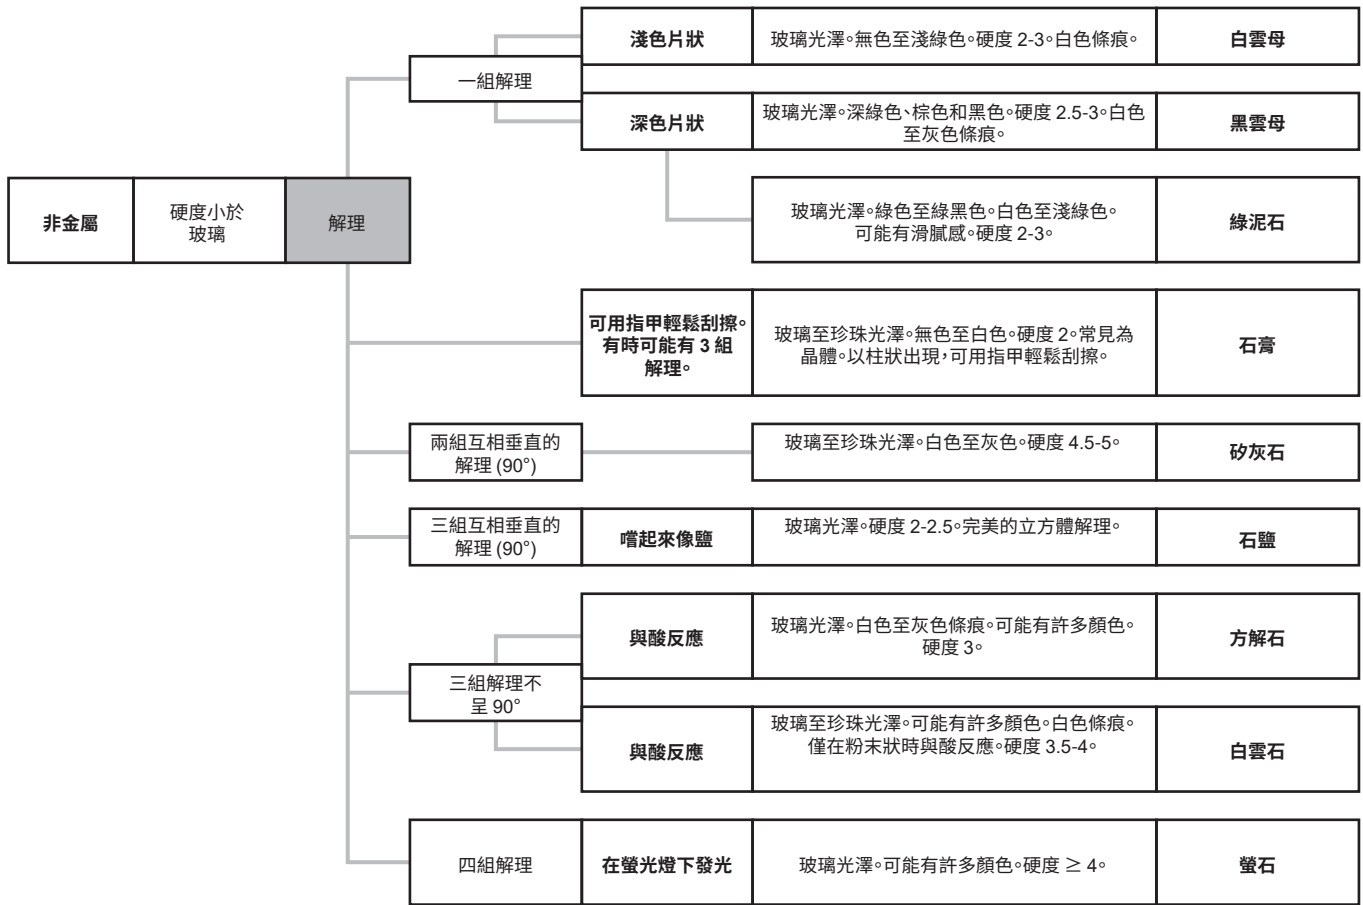 淺色片狀
玻璃光澤。無色至淺綠色。硬度 2-3。白色條痕。
白雲母
一組解理
深色片狀
玻璃光澤。深綠色、棕色和黑色。硬度 2.5-3。白色
至灰色條痕。
黑雲母
非金屬
硬度小於
玻璃
解理
玻璃光澤。綠色至綠黑色。白色至淺綠色。
可能有滑膩感。硬度 2-3。
綠泥石
可用指甲輕鬆刮擦。
有時可能有 3 組
解理。
玻璃至珍珠光澤。無色至白色。硬度 2。常見為
晶體。以柱狀出現,可用指甲輕鬆刮擦。
石膏
兩組互相垂直的
解理 (90°)
玻璃至珍珠光澤。白色至灰色。硬度 4.5-5。
矽灰石
三組互相垂直的
解理 (90°)
嚐起來像鹽
玻璃光澤。硬度 2-2.5。完美的立方體解理。
石鹽
與酸反應
玻璃光澤。白色至灰色條痕。可能有許多顏色。
硬度 3。
方解石
三組解理不
呈 90°
與酸反應
玻璃至珍珠光澤。可能有許多顏色。白色條痕。
僅在粉末狀時與酸反應。硬度 3.5-4。
白雲石
四組解理
在螢光燈下發光
玻璃光澤。可能有許多顏色。硬度 ≥ 4。
螢石